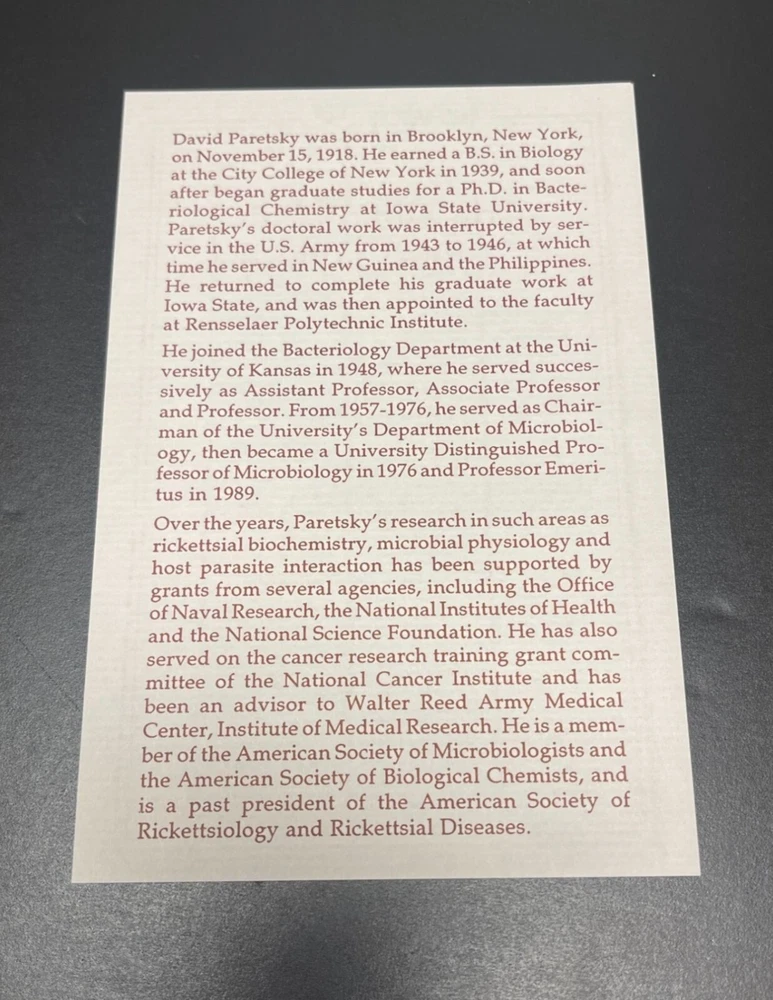 David Paretsky was born in Brooklyn, New York,
on November 15, 1918. He earned a B.S. in Biology
at the City College of New York in 1939, and soon
after began graduate studies for a Ph.D. in Bacte-
riological Chemistry at Iowa State University.
Paretsky's doctoral work was interrupted by ser-
vice in the U.S. Army from 1943 to 1946, at which
time he served in New Guinea and the Philippines.
He returned to complete his graduate work at
Iowa State, and was then appointed to the faculty
at Rensselaer Polytechnic Institute.
He joined the Bacteriology Department at the Uni-
versity of Kansas in 1948, where he served succes-
sively as Assistant Professor, Associate Professor
and Professor. From 1957-1976, he served as Chair-
man of the University's Department of Microbiol-
ogy, then became a University Distinguished Pro-
fessor of Microbiology in 1976 and Professor Emeri-
tus in 1989.
Over the years, Paretsky's research in such areas as
rickettsial biochemistry, microbial physiology and
host parasite interaction has been supported by
grants from several agencies, including the Office
of Naval Research, the National Institutes of Health
and the National Science Foundation. He has also
served on the cancer research training grant com-
mittee of the National Cancer Institute and has
been an advisor to Walter Reed Army Medical
Center, Institute of Medical Research. He is a mem-
ber of the American Society of Microbiologists and
the American Society of Biological Chemists, and
is a past president of the American Society of
Rickettsiology and Rickettsial Diseases.